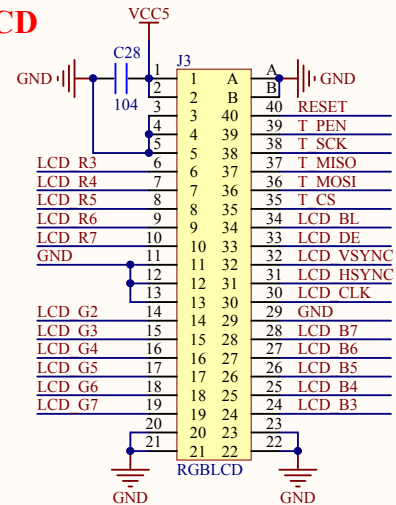 CD
VCC5
C28
104
GND
J3
GND
1 1 A A
2 2 B B
3 3 40 40 RESET
4 4 39 39 T_PEN
5 5 38 38 T_SCK
LCD_R3 6 6 37 37 T_MISO
LCD_R4 7 7 36 36 T_MOSI
LCD_R5 8 8 35 35 T_CS
LCD_R6 9 9 34 34 LCD_BL
LCD_R7 10 10 33 33 LCD_DE
GND 11 11 32 32 LCD_VSYNC
12 12 31 31 LCD_HSYNC
13 13 30 30 LCD_CLK
LCD_G2 14 14 29 29 GND
LCD_G3 15 15 28 28 LCD_B7
LCD_G4 16 16 27 27 LCD_B6
LCD_G5 17 17 26 26 LCD_B5
LCD_G6 18 18 25 25 LCD_B4
LCD_G7 19 19 24 24 LCD_B3
20 20 23 23
21 21 22 22
RGBLCD
GND
GND